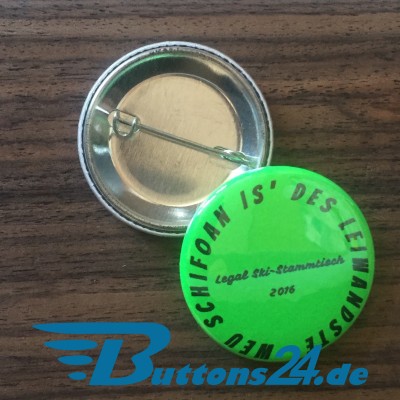 WEU SCHIFOAN IS' DES LEIWANDSTE
Legal Ski-Stammtisch
2016
Buttons24.de